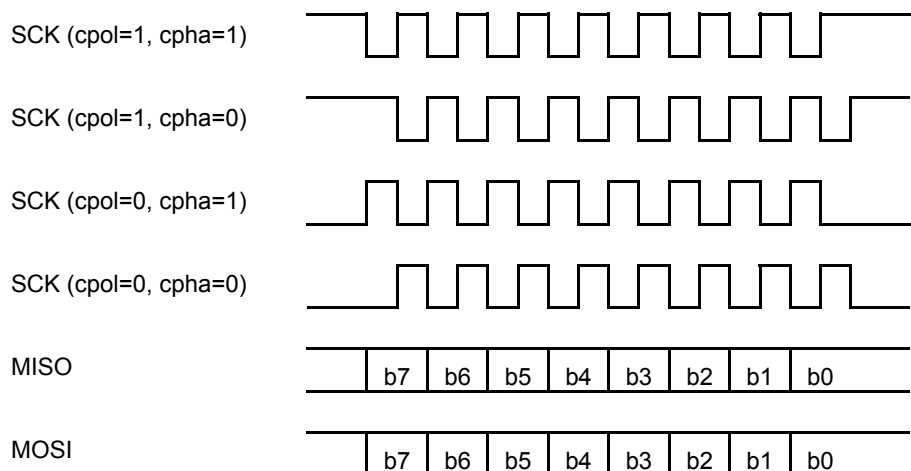 SCK (cpol=1, cpha=1)
SCK (cpol=1, cpha=0)
SCK (cpol=0, cpha=1)
SCK (cpol=0, cpha=0)
MISO b7 b6 b5 b4 b3 b2 b1 b0
MOSI b7 b6 b5 b4 b3 b2 b1 b0